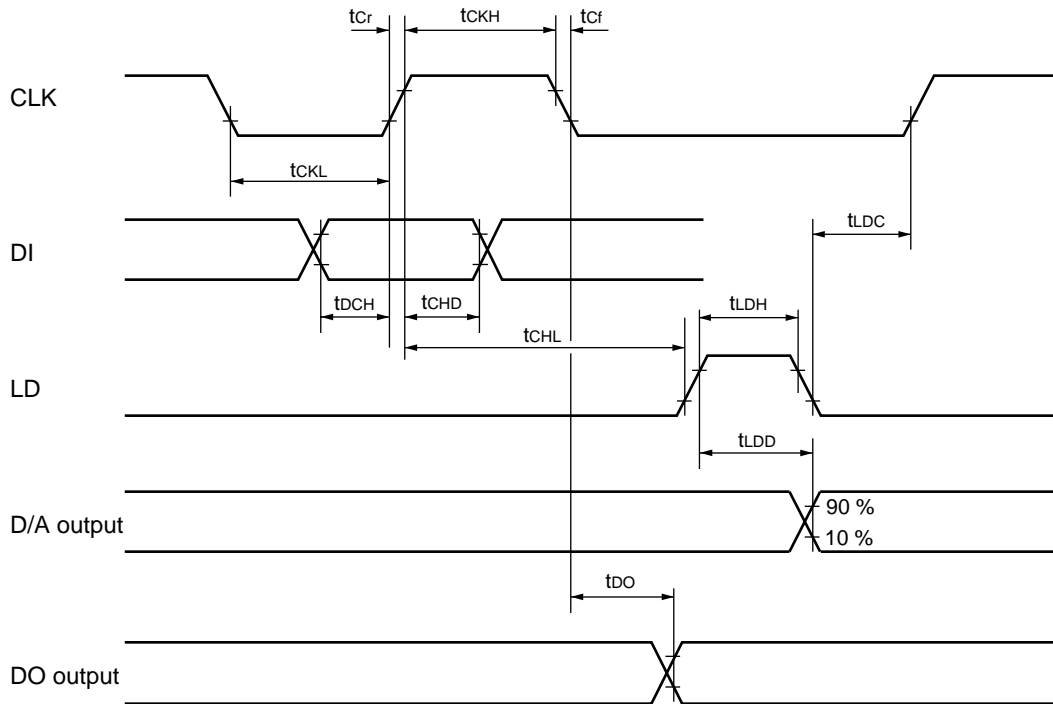 tCr
tCKH
tCf
CLK
tCKL
tLDC
DI
tDCH
tCHD
tLDH
tCHL
LD
tLDD
D/A output
90 %
10 %
tDO
DO output